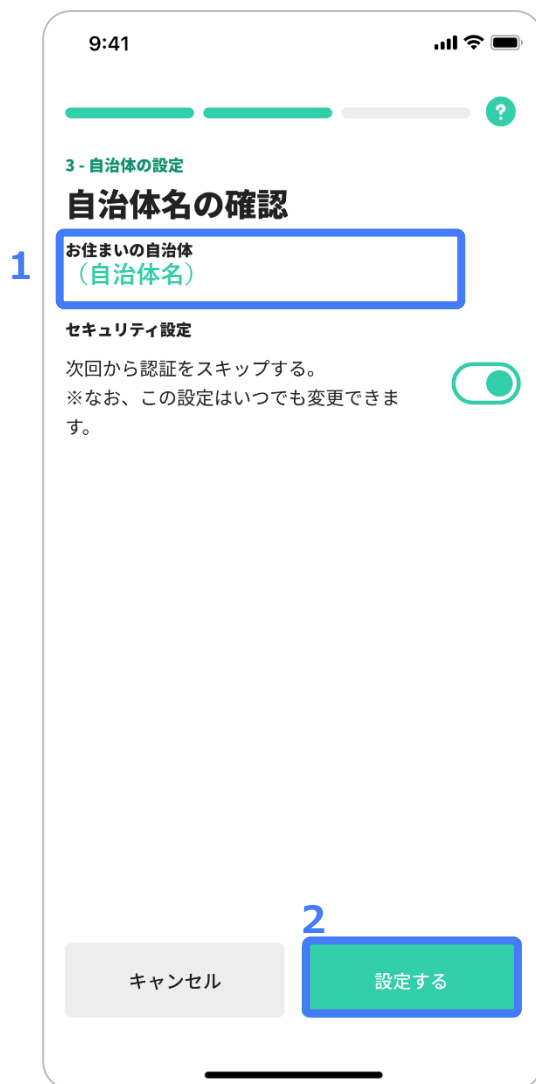 9:41
?
3 - 自治体の設定
自治体名の確認
1
お住まいの自治体
（自治体名）
セキュリティ設定
次回から認証をスキップする。
※なお、この設定はいつでも変更できま
す。
2
キャンセル
設定する